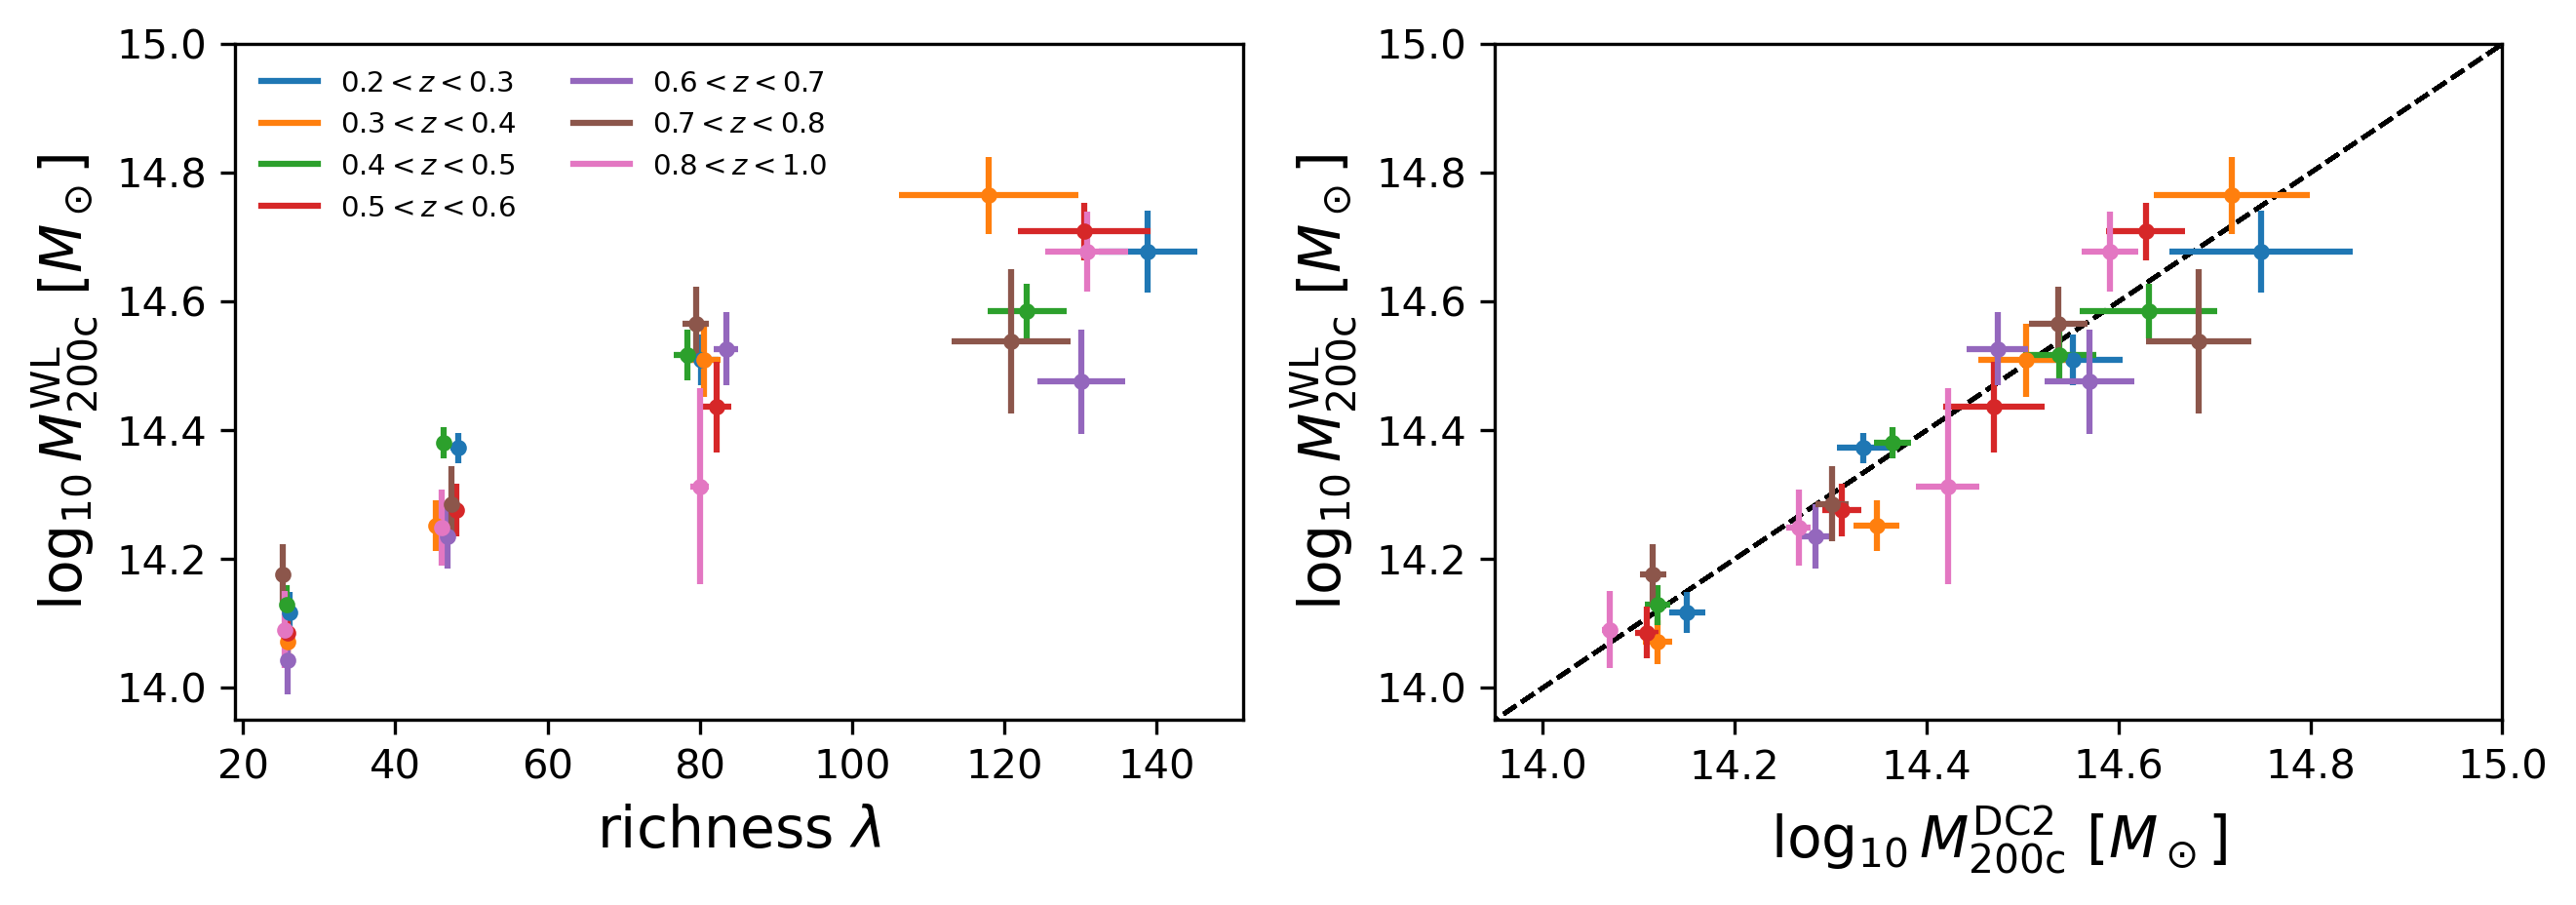 15.0
14.8
14.6
14.4
14.2
14.0
log₁₀ M₂₀₀c^WL [M⊙]
0.2 < z < 0.3
0.3 < z < 0.4
0.4 < z < 0.5
0.5 < z < 0.6
0.6 < z < 0.7
0.7 < z < 0.8
0.8 < z < 1.0
20 40 60 80 100 120 140
richness λ
15.0
14.8
14.6
14.4
14.2
14.0
log₁₀ M₂₀₀c^WL [M⊙]
14.0 14.2 14.4 14.6 14.8 15.0
log₁₀ M₂₀₀c^DC2 [M⊙]